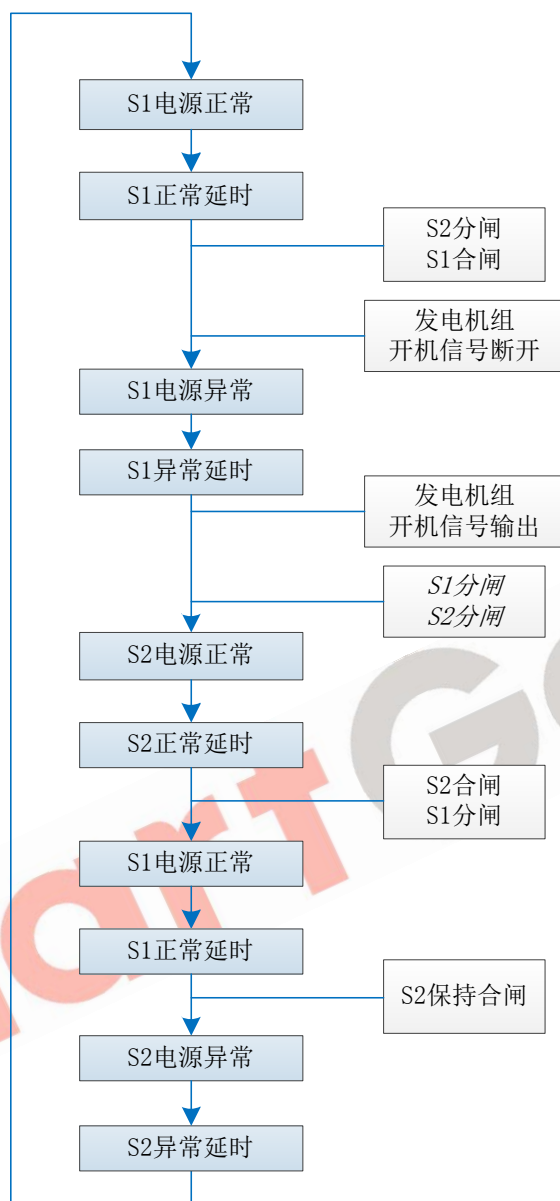 S1电源正常
S1正常延时
S2分闸
S1合闸
发电机组
开机信号断开
S1电源异常
S1异常延时
发电机组
开机信号输出
S1分闸
S2分闸
S2电源正常
S2正常延时
S2合闸
S1分闸
S1电源正常
S1正常延时
S2保持合闸
S2电源异常
S2异常延时